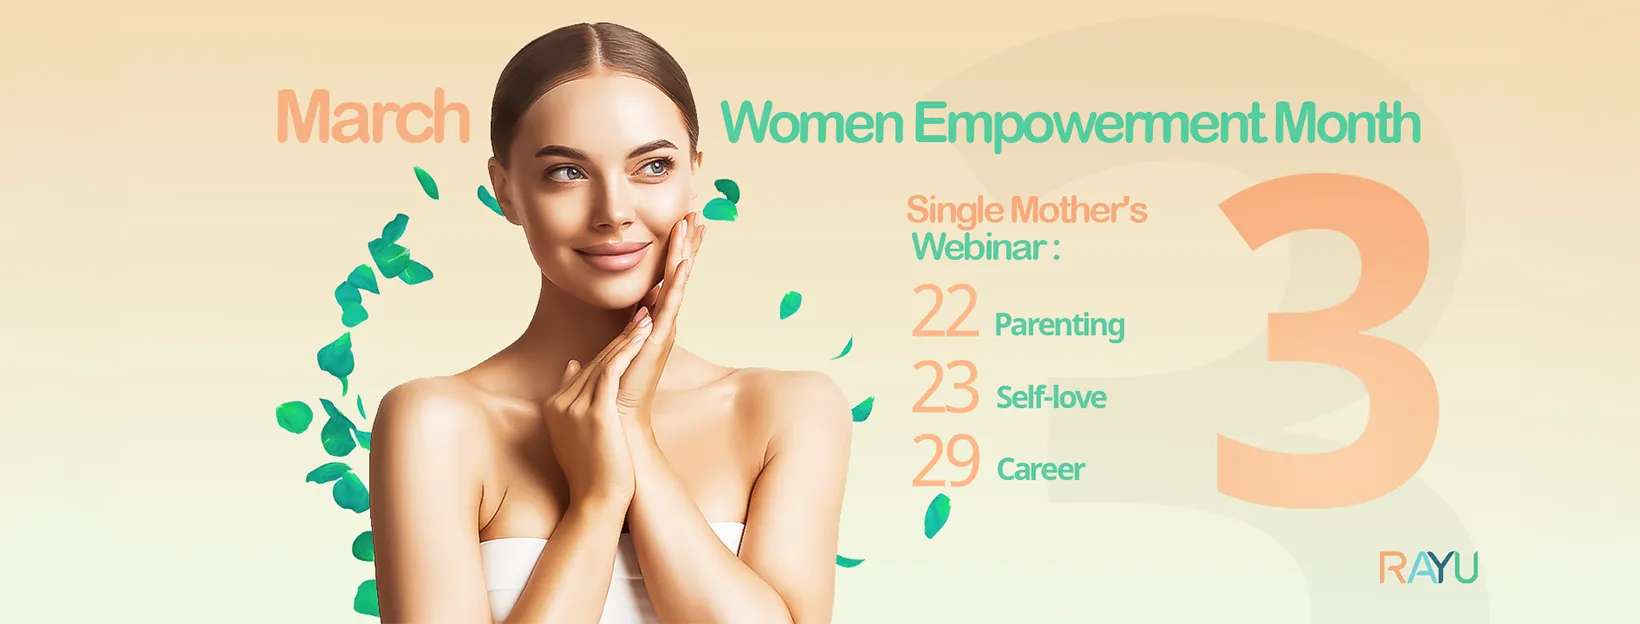 March
Women Empowerment Month
Single Mother's
Webinar :
22 Parenting
23 Self-love
29 Career
3
RAYU